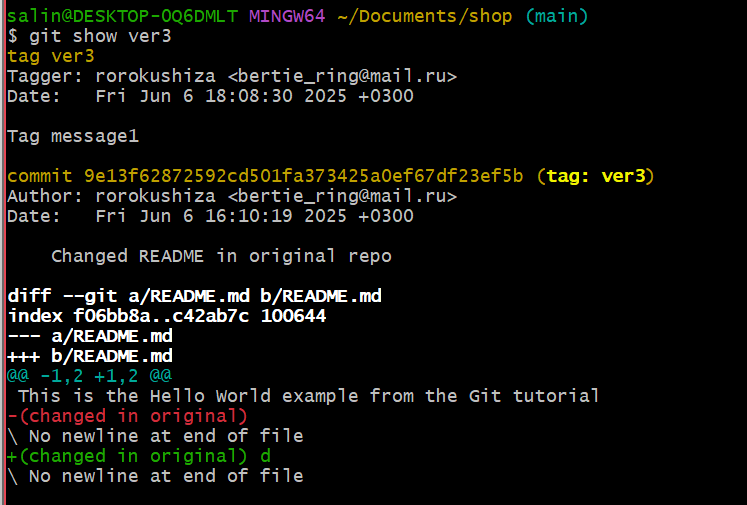 salin@DESKTOP-OQ6DMLT MINGW64 ~/Documents/shop (main)
$ git show ver3
tag ver3
Tagger: rorokushiza <bertie_ring@mail.ru>
Date:   Fri Jun 6 18:08:30 2025 +0300

Tag message1

commit 9e13f62872592cd501fa373425a0ef67df23ef5b (tag: ver3)
Author: rorokushiza <bertie_ring@mail.ru>
Date:   Fri Jun 6 16:10:19 2025 +0300

    Changed README in original repo

diff --git a/README.md b/README.md
index f06bb8a..c42ab7c 100644
--- a/README.md
+++ b/README.md
@@ -1,2 +1,2 @@
 This is the Hello World example from the Git tutorial
-(changed in original)
\ No newline at end of file
+(changed in original) d
\ No newline at end of file